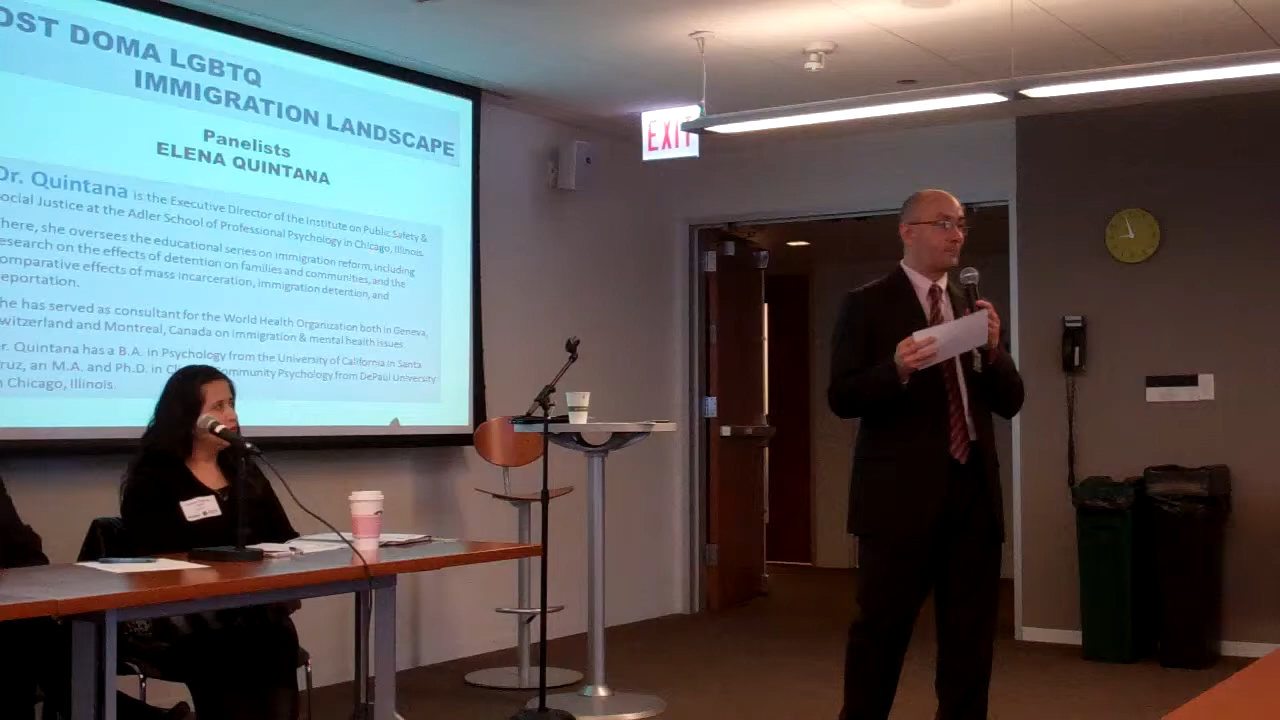 OST DOMA LGBTQ
IMMIGRATION LANDSCAPE
Panelists
ELENA QUINTANA
Dr. Quintana is the Executive Director of the Institute on Public Safety &
ocial Justice at the Adler School of Professional Psychology in Chicago, Illinois.
here, she oversees the educational series on immigration reform, including
esearch on the effects of detention on families and communities, and the
omparative effects of mass incarceration, immigration detention, and
eportation.
he has served as consultant for the World Health Organization both in Geneva,
witzerland and Montreal, Canada on immigration & mental health issues
r. Quintana has a B.A. in Psychology from the University of California in Santa
ruz, an M.A. and Ph.D. in Community Psychology from DePaul University
n Chicago, Illinois.
EXIT